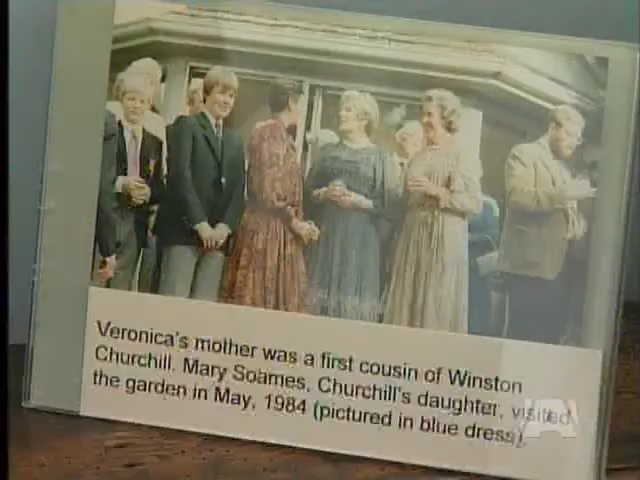 Veronica's mother was a first cousin of Winston
Churchill. Mary Soames, Churchill's daughter, visited
the garden in May, 1984 (pictured in blue dress).